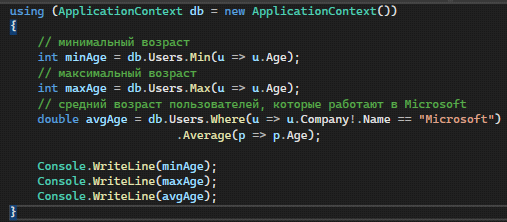 using (ApplicationContext db = new ApplicationContext())
{
// минимальный возраст
int minAge = db.Users.Min(u => u.Age);
// максимальный возраст
int maxAge = db.Users.Max(u => u.Age);
// средний возраст пользователей, которые работают в Microsoft
double avgAge = db.Users.Where(u => u.Company!.Name == "Microsoft")
.Average(p => p.Age);
Console.WriteLine(minAge);
Console.WriteLine(maxAge);
Console.WriteLine(avgAge);
}